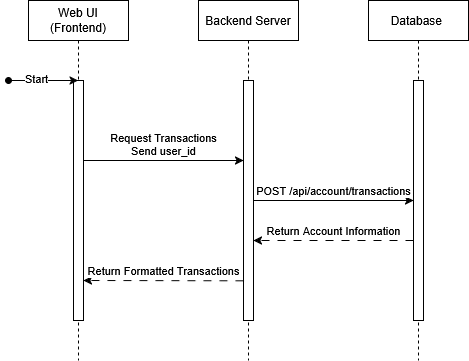 Web UI
(Frontend)
Backend Server
Database
Start
Request Transactions
Send user_id
POST /api/account/transactions
Return Account Information
Return Formatted Transactions